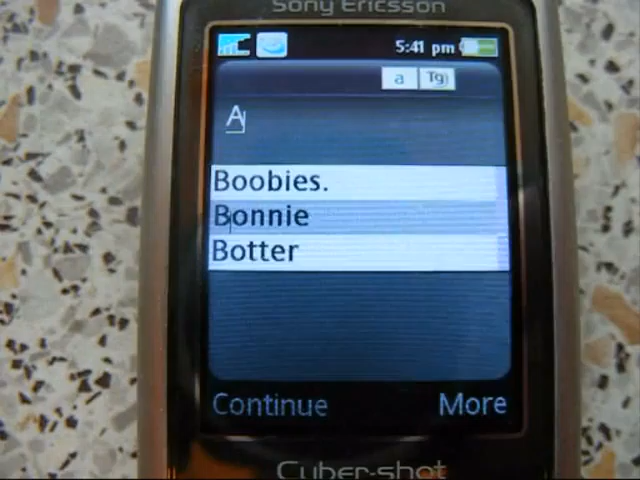 Sony Ericsson
5:41 pm
a Tg)
A
Boobies.
Bonnie
Botter
Continue More
Cyber-shot